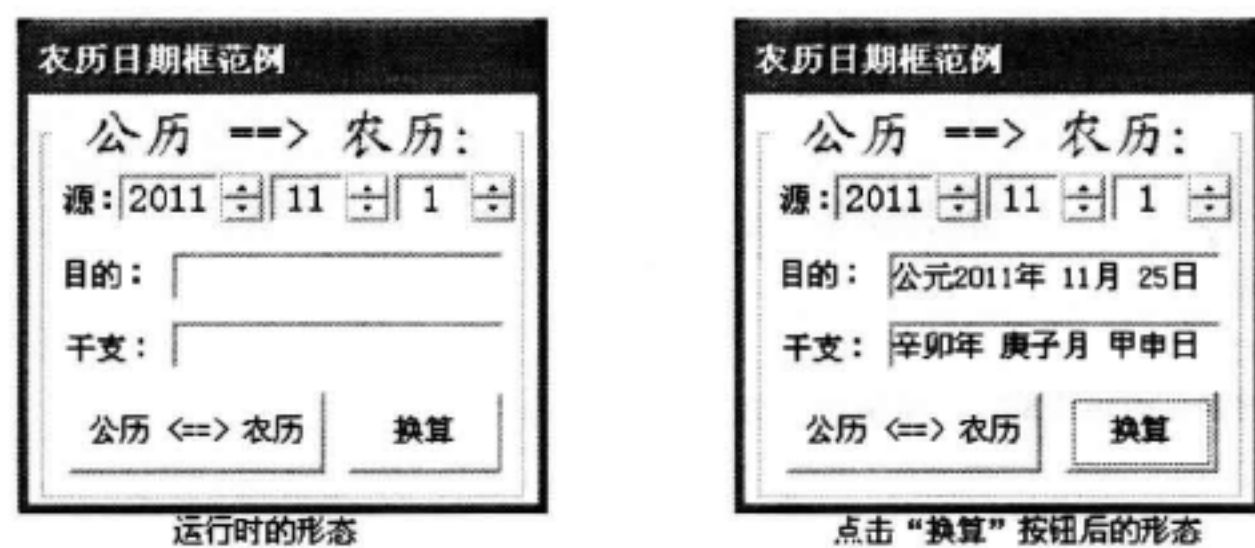 农历日期框范例
公历 ==> 农历:
源: 2011 11 1
目的:
干支:
公历 <==> 农历 换算
运行时的形态
农历日期框范例
公历 ==> 农历:
源: 2011 11 1
目的: 公元2011年 11月 25日
干支: 辛卯年 庚子月 甲申日
公历 <==> 农历 换算
点击“换算”按钮后的形态